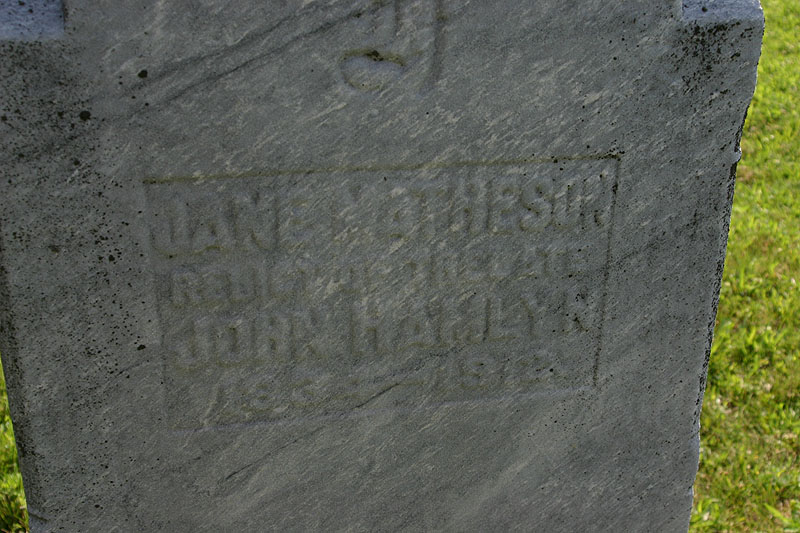 JANE MATHESON
RELICT OF THE LATE
JOHN HAMLYN